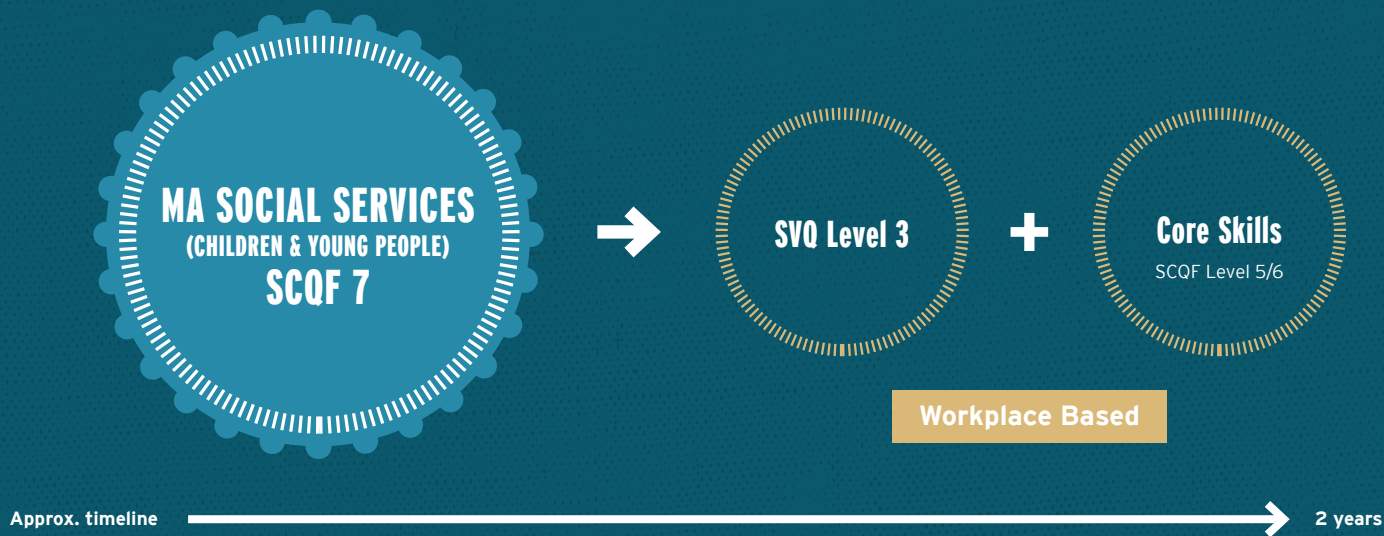 MA SOCIAL SERVICES
(CHILDREN & YOUNG PEOPLE)
SCQF 7
SVQ Level 3
Core Skills
SCQF Level 5/6
Workplace Based
Approx. timeline
2 years